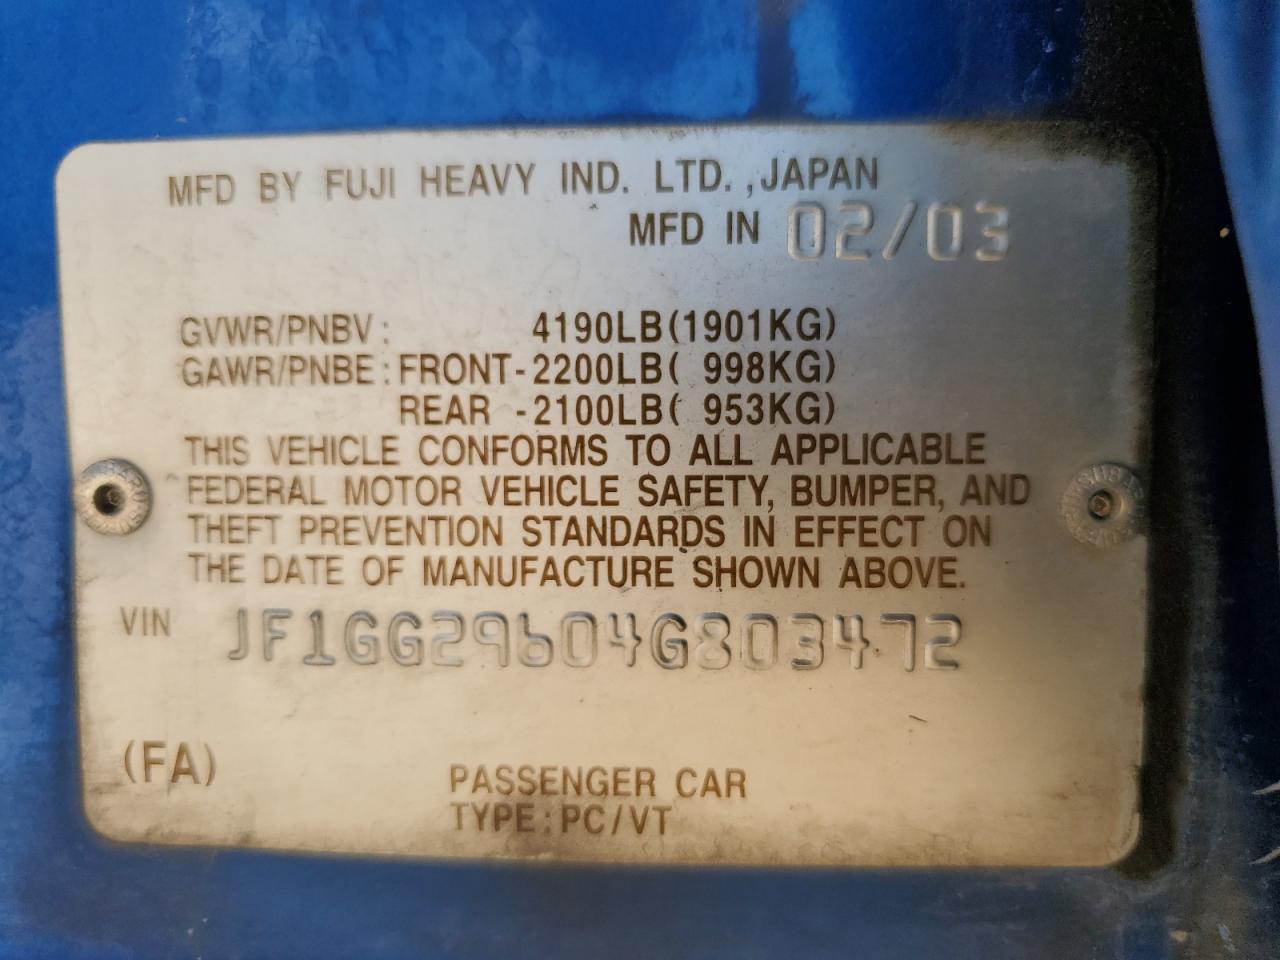 MFD BY FUJI HEAVY IND. LTD., JAPAN
MFD IN 02/03
GVWR/PNBV: 4190LB(1901KG)
GAWR/PNBE: FRONT-2200LB( 998KG)
REAR -2100LB( 953KG)
THIS VEHICLE CONFORMS TO ALL APPLICABLE
FEDERAL MOTOR VEHICLE SAFETY, BUMPER, AND
THEFT PREVENTION STANDARDS IN EFFECT ON
THE DATE OF MANUFACTURE SHOWN ABOVE.
VIN JF1GG29604G803472
(FA)
PASSENGER CAR
TYPE: PC/VT